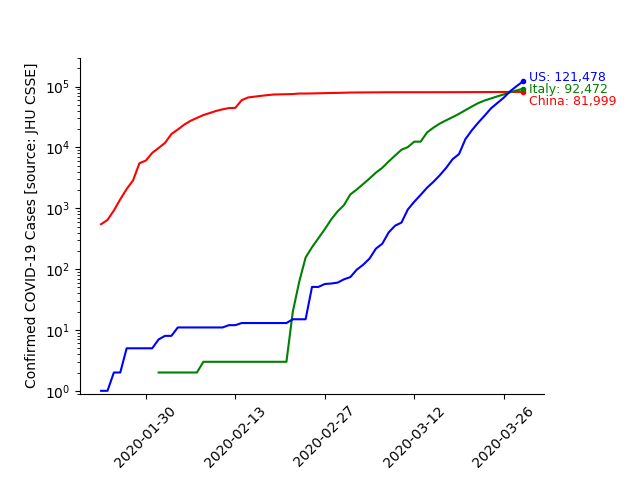 Confirmed COVID-19 Cases [source: JHU CSSE]
10⁵
10⁴
10³
10²
10¹
10⁰
US: 121,478
Italy: 92,472
China: 81,999
2020-01-30
2020-02-13
2020-02-27
2020-03-12
2020-03-26